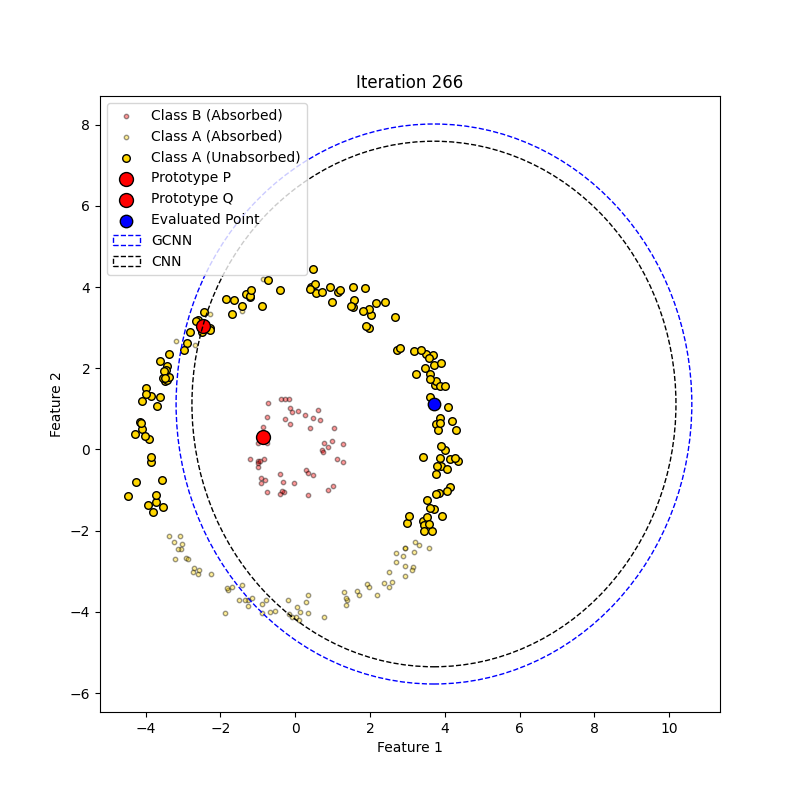 Iteration 266
Class B (Absorbed)
Class A (Absorbed)
Class A (Unabsorbed)
Prototype P
Prototype Q
Evaluated Point
GCNN
CNN
8
6
4
2
0
−2
−4
−6
Feature 2
−4 −2 0 2 4 6 8 10
Feature 1